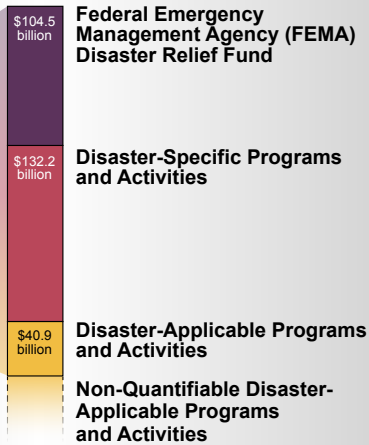 $104.5
billion
Federal Emergency
Management Agency (FEMA)
Disaster Relief Fund
$132.2
billion
Disaster-Specific Programs
and Activities
$40.9
billion
Disaster-Applicable Programs
and Activities
Non-Quantifiable Disaster-
Applicable Programs
and Activities